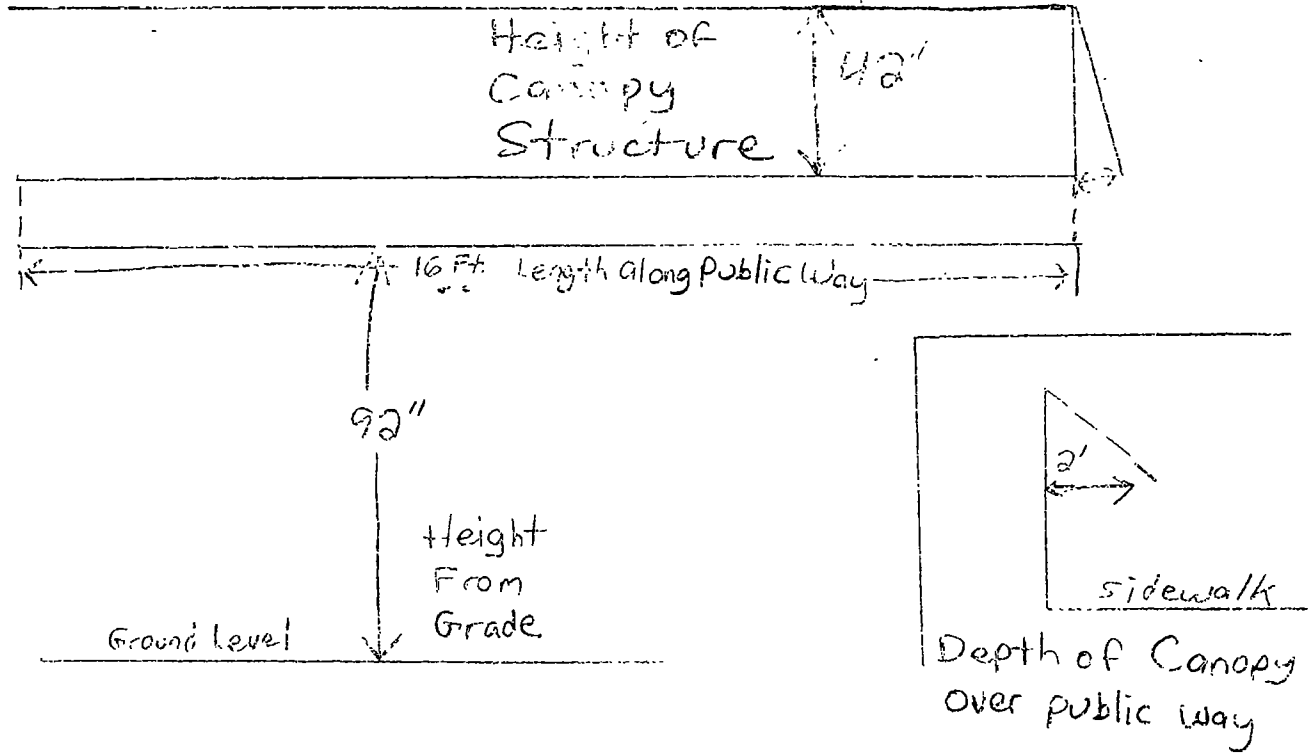 Height of
Canopy
Structure
42"
16 Ft. Length Along Public Way
92"
Height
From
Grade
Ground Level
2'
sidewalk
Depth of Canopy
over public way